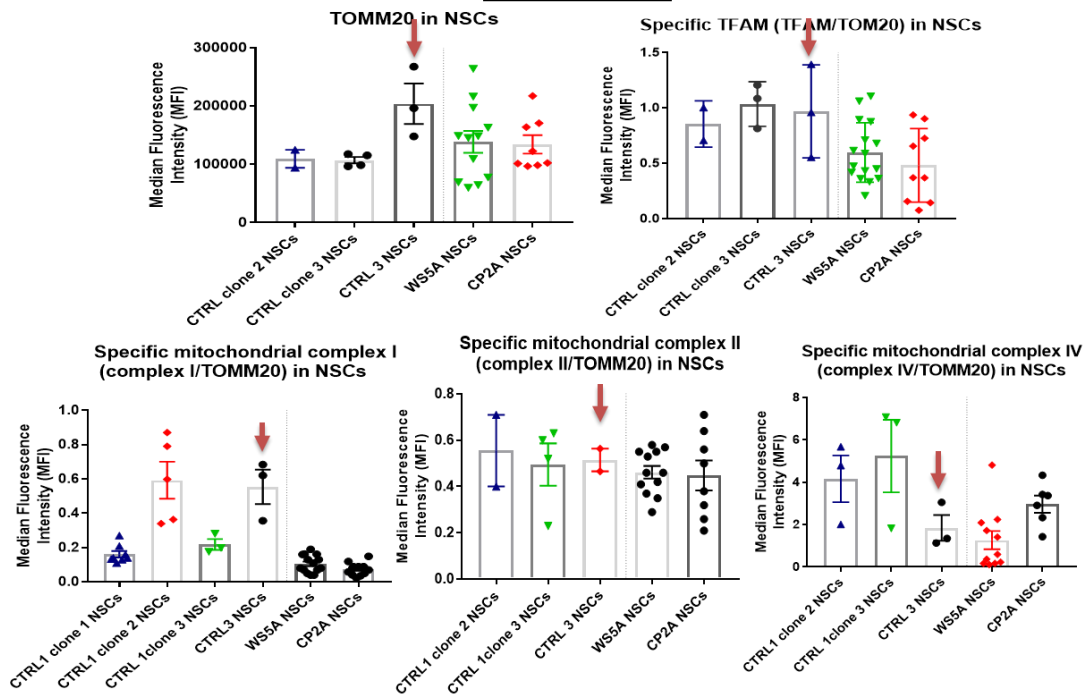 TOMM20 in NSCs
Median Fluorescence
Intensity (MFI)
300000
200000
100000
0
CTRL clone 2 NSCs
CTRL clone 3 NSCs
CTRL 3 NSCs
WS5A NSCs
CP2A NSCs
Specific TFAM (TFAM/TOM20) in NSCs
Median Fluorescence
Intensity (MFI)
1.5
1.0
0.5
0.0
CTRL clone 2 NSCs
CTRL clone 3 NSCs
CTRL 3 NSCs
WS5A NSCs
CP2A NSCs
Specific mitochondrial complex I
(complex I/TOMM20) in NSCs
Median Fluorescence
Intensity (MFI)
1.0
0.8
0.6
0.4
0.2
0.0
CTRL1 clone 1 NSCs
CTRL1 clone 2 NSCs
CTRL 1clone 3 NSCs
CTRL3 NSCs
WS5A NSCs
CP2A NSCs
Specific mitochondrial complex II
(complex II/TOMM20) in NSCs
Median Fluorescence
Intensity (MFI)
0.8
0.6
0.4
0.2
0.0
CTRL1 clone 2 NSCs
CTRL 1clone 3 NSCs
CTRL 3 NSCs
WS5A NSCs
CP2A NSCs
Specific mitochondrial complex IV
(complex IV/TOMM20) in NSCs
Median Fluorescence
Intensity (MFI)
8
6
4
2
0
CTRL1 clone 2 NSCs
CTRL 1clone 3 NSCs
CTRL 3 NSCs
WS5A NSCs
CP2A NSCs